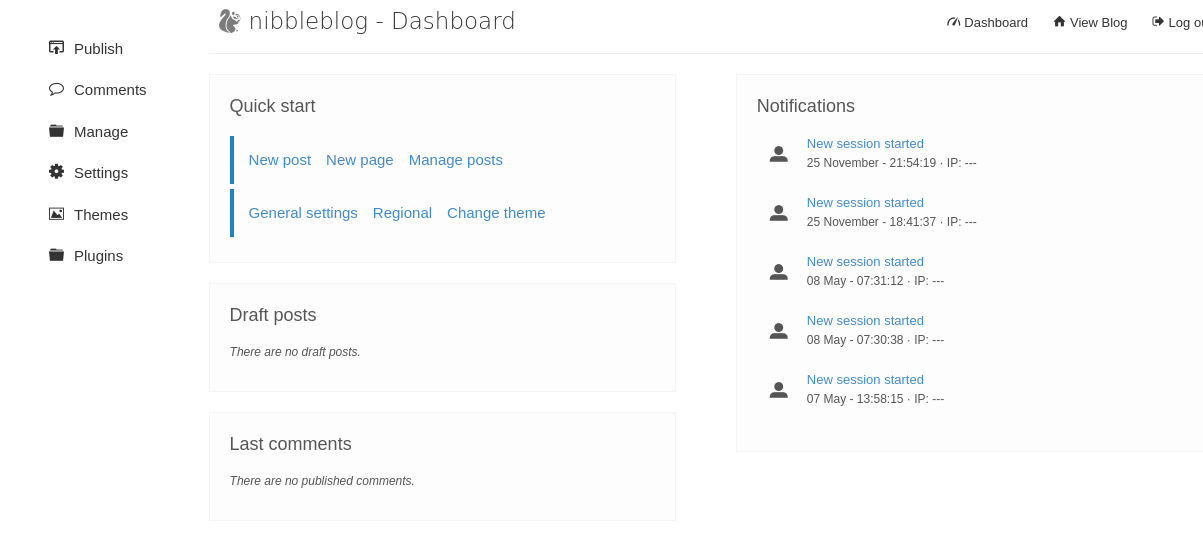 nibbleblog - Dashboard
Dashboard View Blog Log ou
Publish
Comments
Manage
Settings
Themes
Plugins
Quick start
New post New page Manage posts
General settings Regional Change theme
Draft posts
There are no draft posts.
Last comments
There are no published comments.
Notifications
New session started
25 November - 21:54:19 · IP: ---
New session started
25 November - 18:41:37 · IP: ---
New session started
08 May - 07:31:12 · IP: ---
New session started
08 May - 07:30:38 · IP: ---
New session started
07 May - 13:58:15 · IP: ---